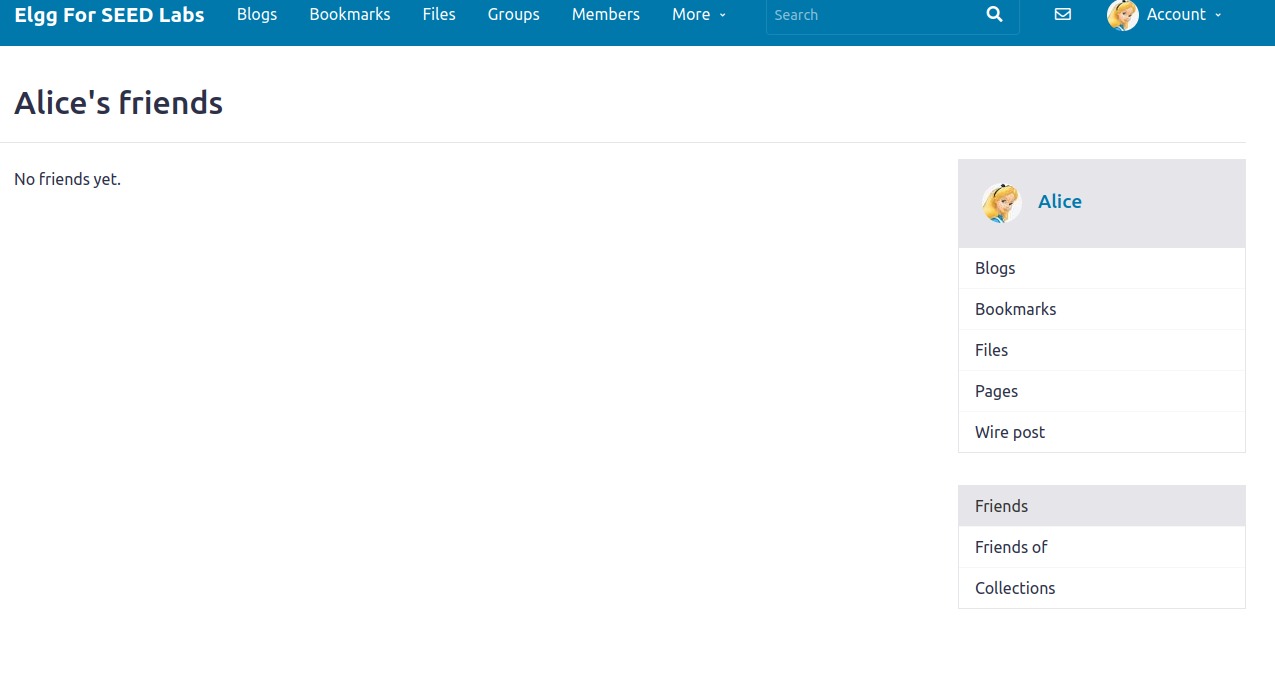 Elgg For SEED Labs Blogs Bookmarks Files Groups Members More Search Account
Alice's friends
No friends yet.
Alice
Blogs
Bookmarks
Files
Pages
Wire post
Friends
Friends of
Collections